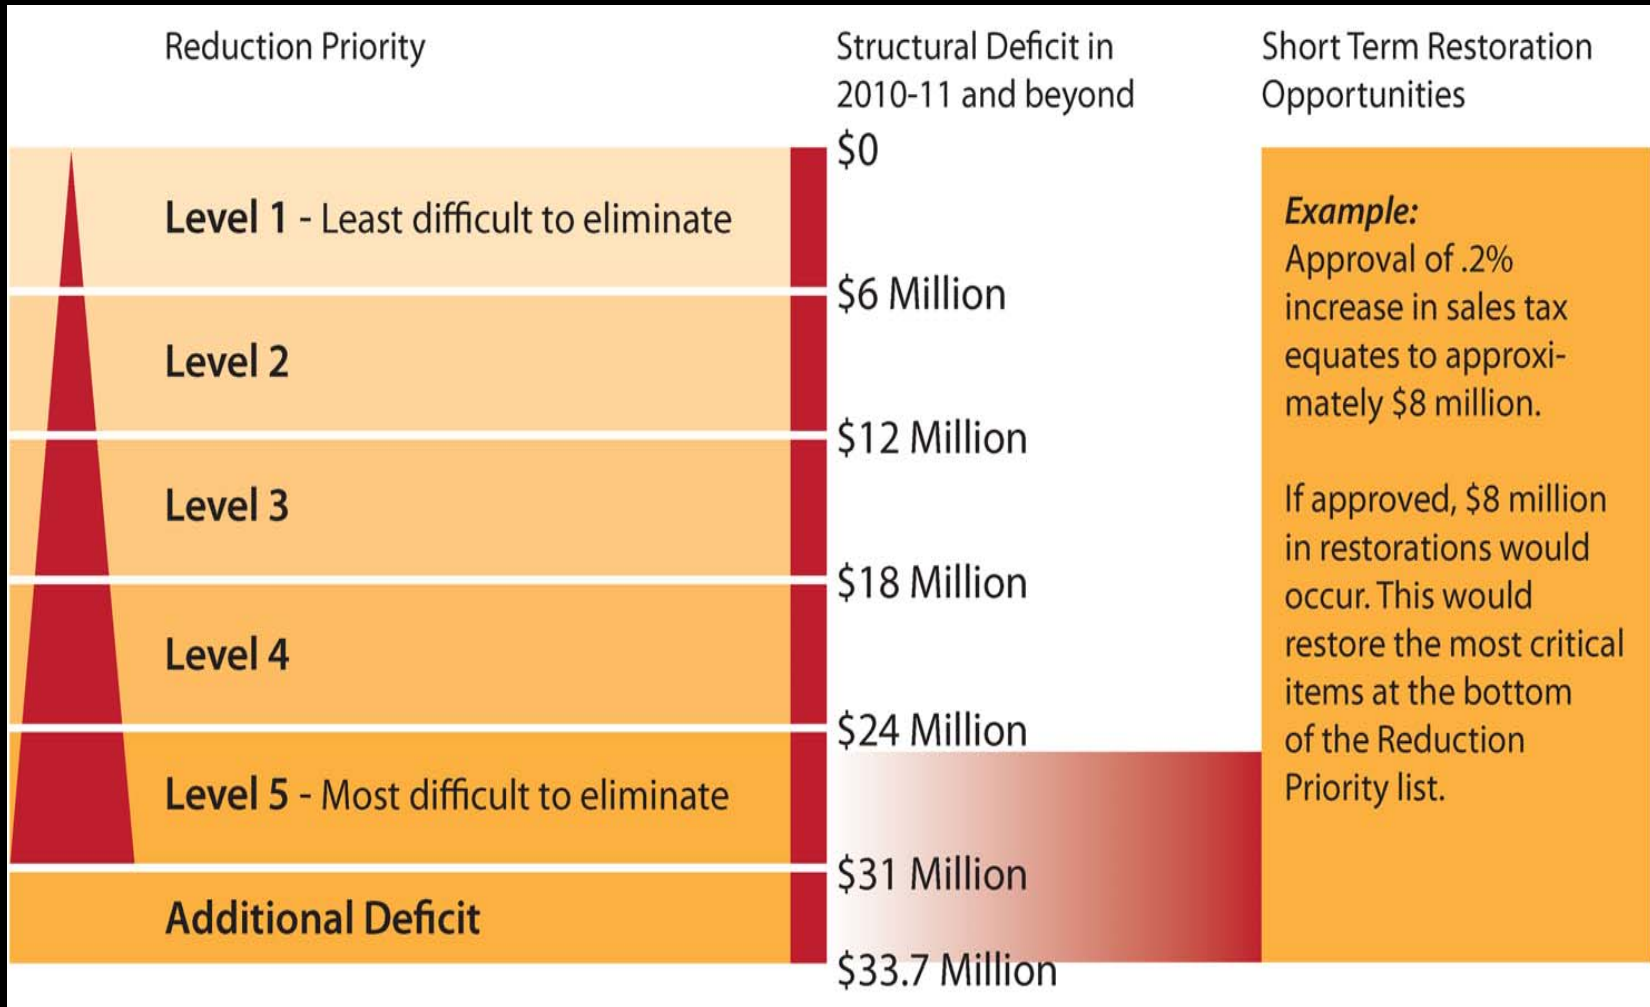 Reduction Priority
Structural Deficit in
2010-11 and beyond
Short Term Restoration
Opportunities
$0
Level 1 - Least difficult to eliminate
$6 Million
Level 2
$12 Million
Level 3
$18 Million
Level 4
$24 Million
Level 5 - Most difficult to eliminate
$31 Million
Additional Deficit
$33.7 Million
Example:
Approval of .2%
increase in sales tax
equates to approxi-
mately $8 million.
If approved, $8 million
in restorations would
occur. This would
restore the most critical
items at the bottom
of the Reduction
Priority list.